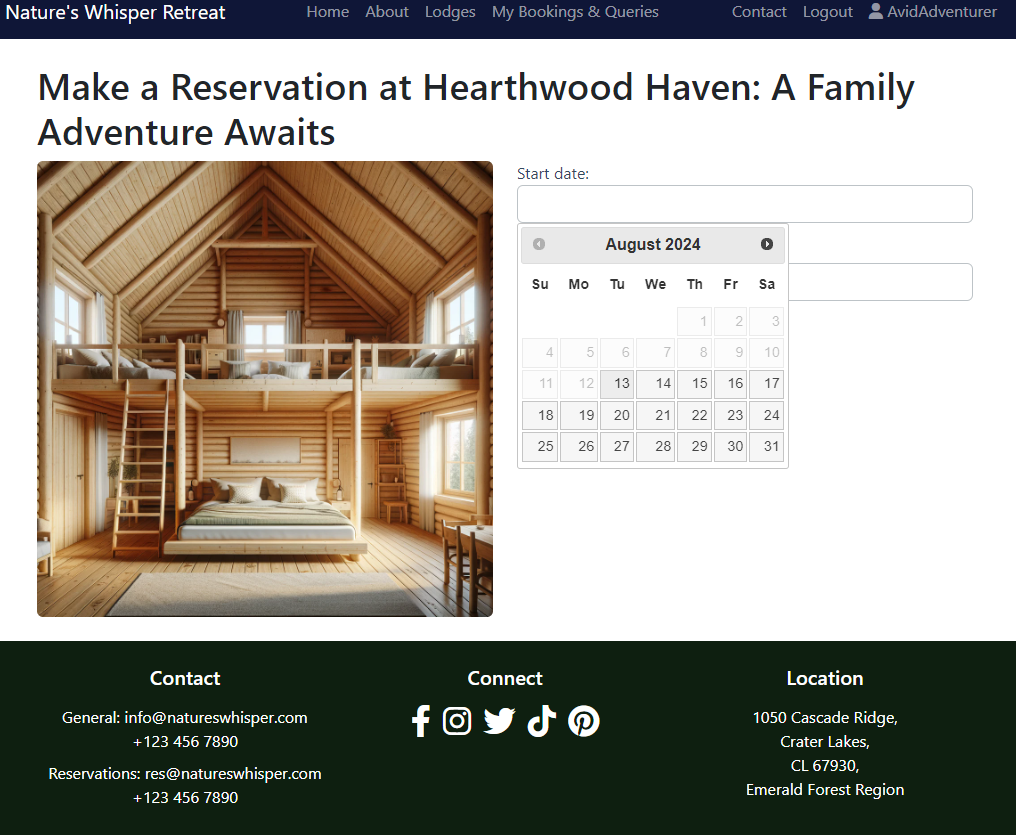 Nature's Whisper Retreat Home About Lodges My Bookings & Queries Contact Logout AvidAdventurer
Make a Reservation at Hearthwood Haven: A Family
Adventure Awaits
Start date:
August 2024
Su Mo Tu We Th Fr Sa
1 2 3
4 5 6 7 8 9 10
11 12 13 14 15 16 17
18 19 20 21 22 23 24
25 26 27 28 29 30 31
Contact
General: info@natureswhisper.com
+123 456 7890
Reservations: res@natureswhisper.com
+123 456 7890
Connect
Location
1050 Cascade Ridge,
Crater Lakes,
CL 67930,
Emerald Forest Region